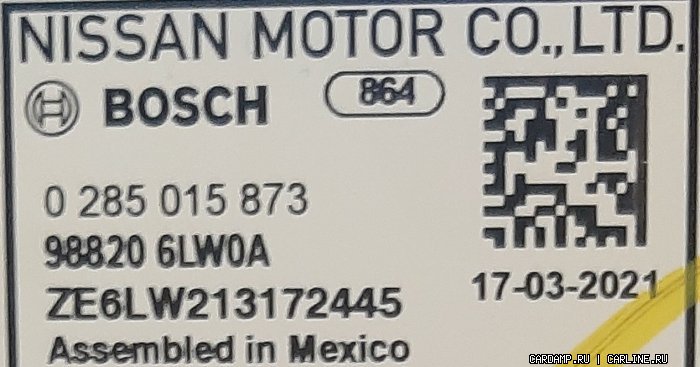 NISSAN MOTOR CO.,LTD.
BOSCH 864
0 285 015 873
98820 6LW0A
17-03-2021
ZE6LW213172445
Assembled in Mexico
CARDAMP.RU | CARLINE.RU